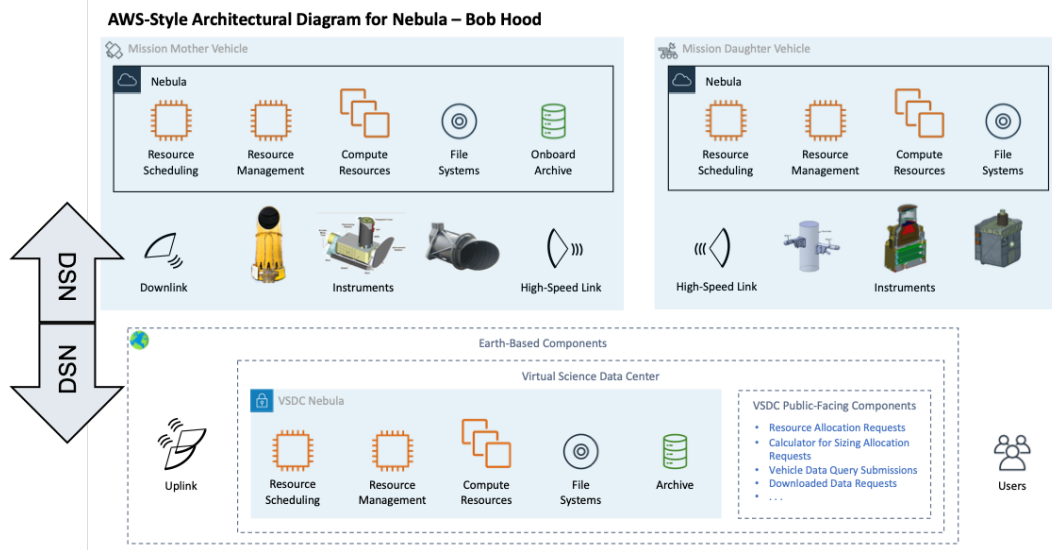 AWS-Style Architectural Diagram for Nebula – Bob Hood
Mission Mother Vehicle
Nebula
Resource
Scheduling
Resource
Management
Compute
Resources
File
Systems
Onboard
Archive
Downlink
Instruments
High-Speed Link
Mission Daughter Vehicle
Nebula
Resource
Scheduling
Resource
Management
Compute
Resources
File
Systems
High-Speed Link
Instruments
DSN
DSN
Earth-Based Components
Virtual Science Data Center
VSDC Nebula
Resource
Scheduling
Resource
Management
Compute
Resources
File
Systems
Archive
VSDC Public-Facing Components
• Resource Allocation Requests
• Calculator for Sizing Allocation
Requests
• Vehicle Data Query Submissions
• Downloaded Data Requests
• . . .
Uplink
Users